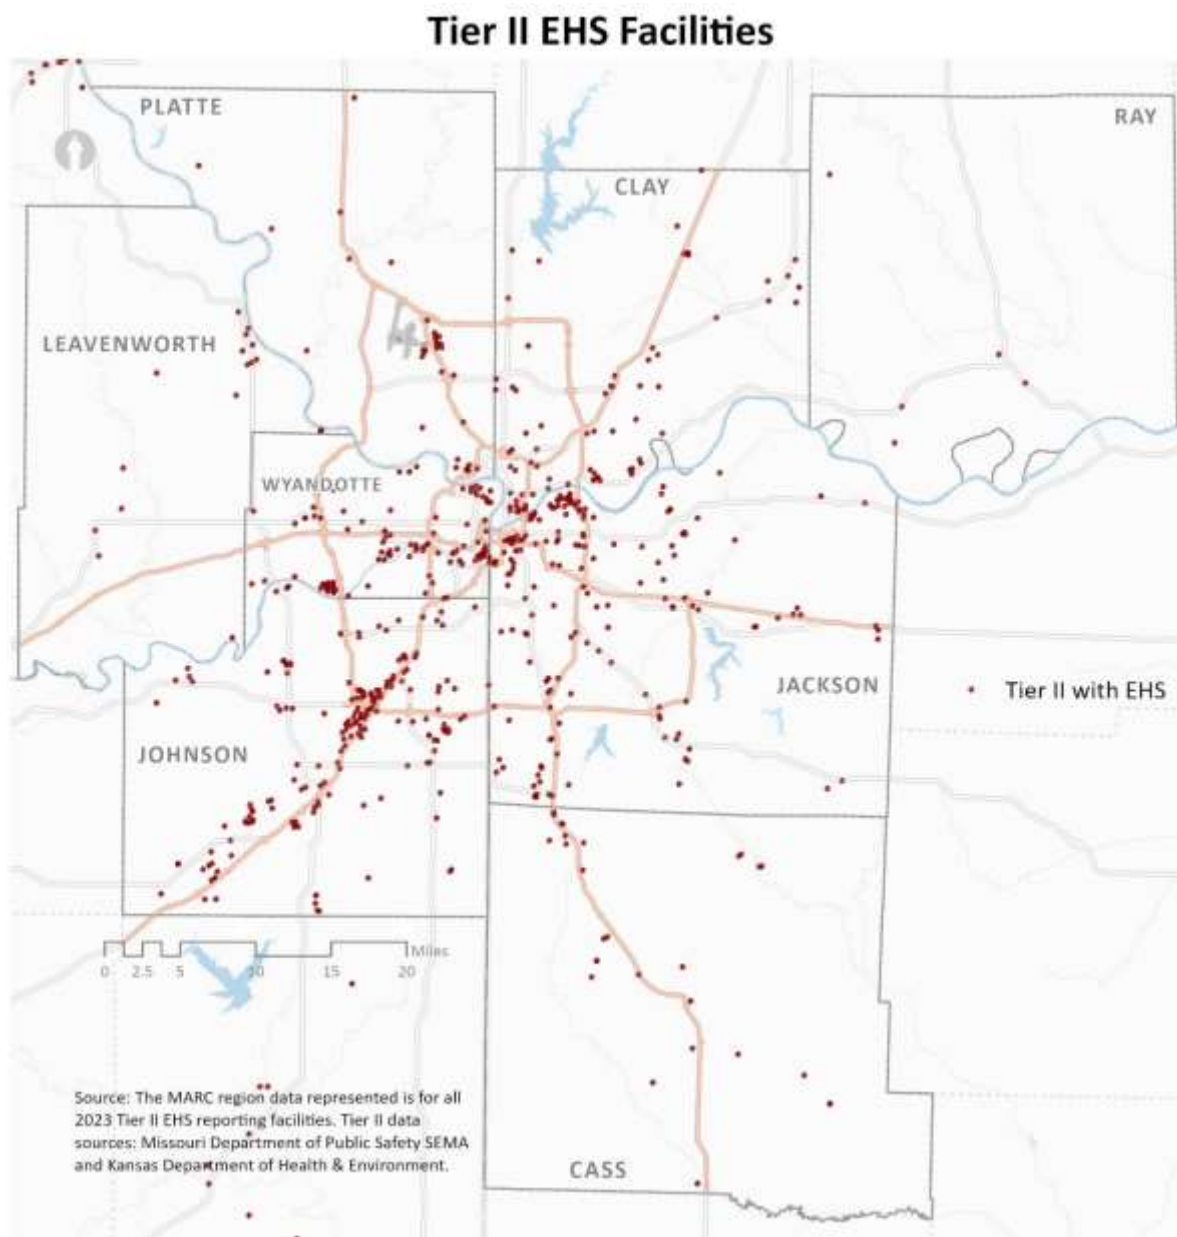 Tier II EHS Facilities
PLATTE
RAY
CLAY
LEAVENWORTH
WYANDOTTE
JACKSON
Tier II with EHS
JOHNSON
Miles
0 2.5 5 10 15 20
Source: The MARC region data represented is for all
2023 Tier II EHS reporting facilities. Tier II data
sources: Missouri Department of Public Safety SEMA
and Kansas Department of Health & Environment.
CASS